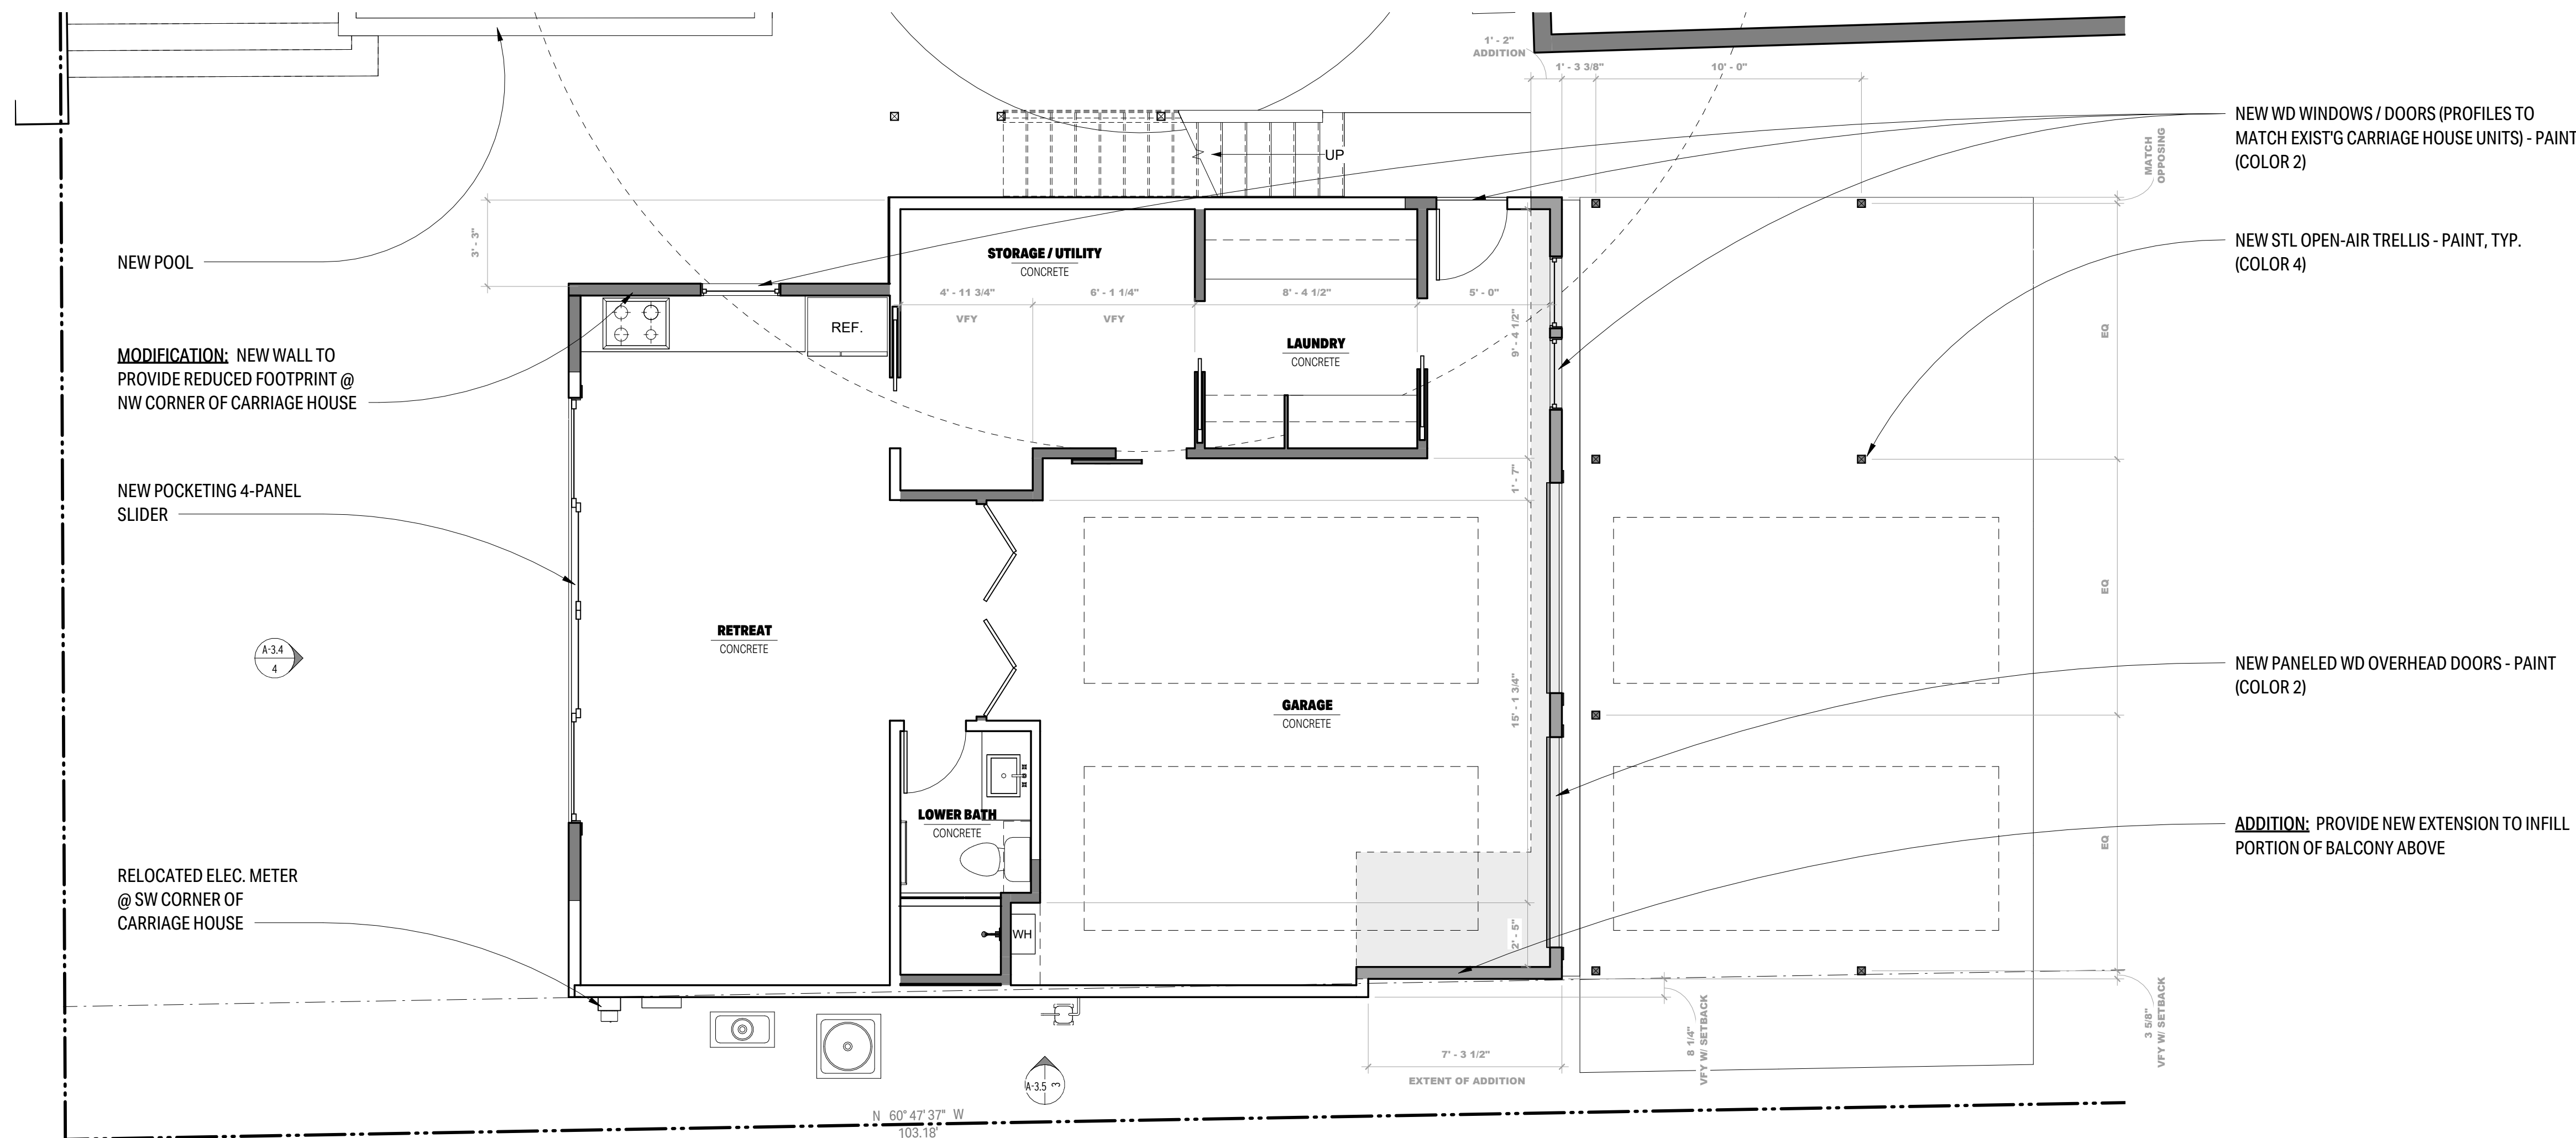 1' - 2"
ADDITION
1' - 3 3/8"
10' - 0"
NEW WD WINDOWS / DOORS (PROFILES TO
MATCH EXIST'G CARRIAGE HOUSE UNITS) - PAINT
(COLOR 2)
MATCH
OPPOSING
UP
NEW STL OPEN-AIR TRELLIS - PAINT, TYP.
(COLOR 4)
3' - 3"
NEW POOL
STORAGE / UTILITY
CONCRETE
4' - 11 3/4"
VFY
6' - 1 1/4"
VFY
8' - 4 1/2"
5' - 0"
REF.
LAUNDRY
CONCRETE
9' - 4 1/2"
EQ
MODIFICATION: NEW WALL TO
PROVIDE REDUCED FOOTPRINT @
NW CORNER OF CARRIAGE HOUSE
1' - 7"
NEW POCKETING 4-PANEL
SLIDER
EQ
RETREAT
CONCRETE
A-3.4
4
NEW PANELED WD OVERHEAD DOORS - PAINT
(COLOR 2)
15' - 1 3/4"
GARAGE
CONCRETE
LOWER BATH
CONCRETE
ADDITION: PROVIDE NEW EXTENSION TO INFILL
PORTION OF BALCONY ABOVE
EQ
RELOCATED ELEC. METER
@ SW CORNER OF
CARRIAGE HOUSE
WH
2' - 5"
8 1/4"
VFY W/ SETBACK
3 5/8"
VFY W/ SETBACK
7' - 3 1/2"
EXTENT OF ADDITION
A-3.5
3
N 60°47'37" W
103.18'